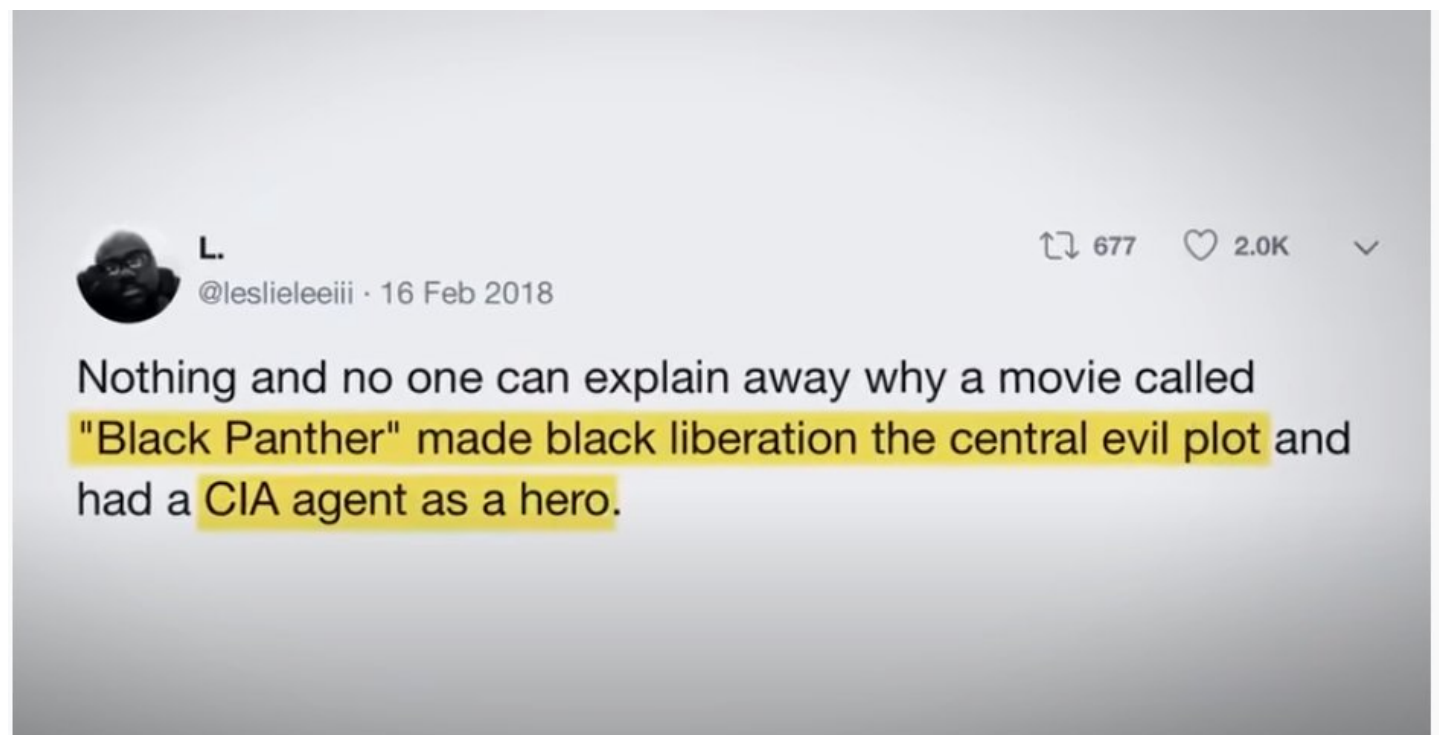 L.
677
2.0K
@leslieleeiii · 16 Feb 2018
Nothing and no one can explain away why a movie called
"Black Panther" made black liberation the central evil plot and
had a CIA agent as a hero.